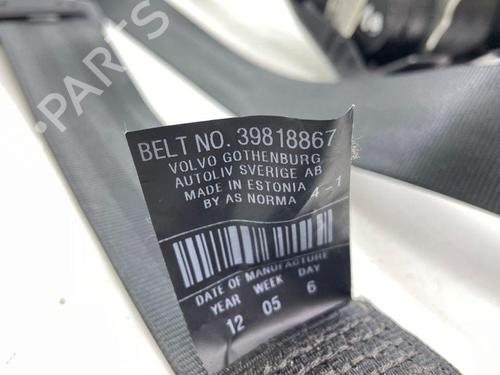 B-PARTS
BELT NO. 39818867
VOLVO GOTHENBURG
AUTOLIV SVERIGE AB
MADE IN ESTONIA
BY AS NORMA 4-1
DATE OF MANUFACTURE
YEAR WEEK DAY
12 05 6